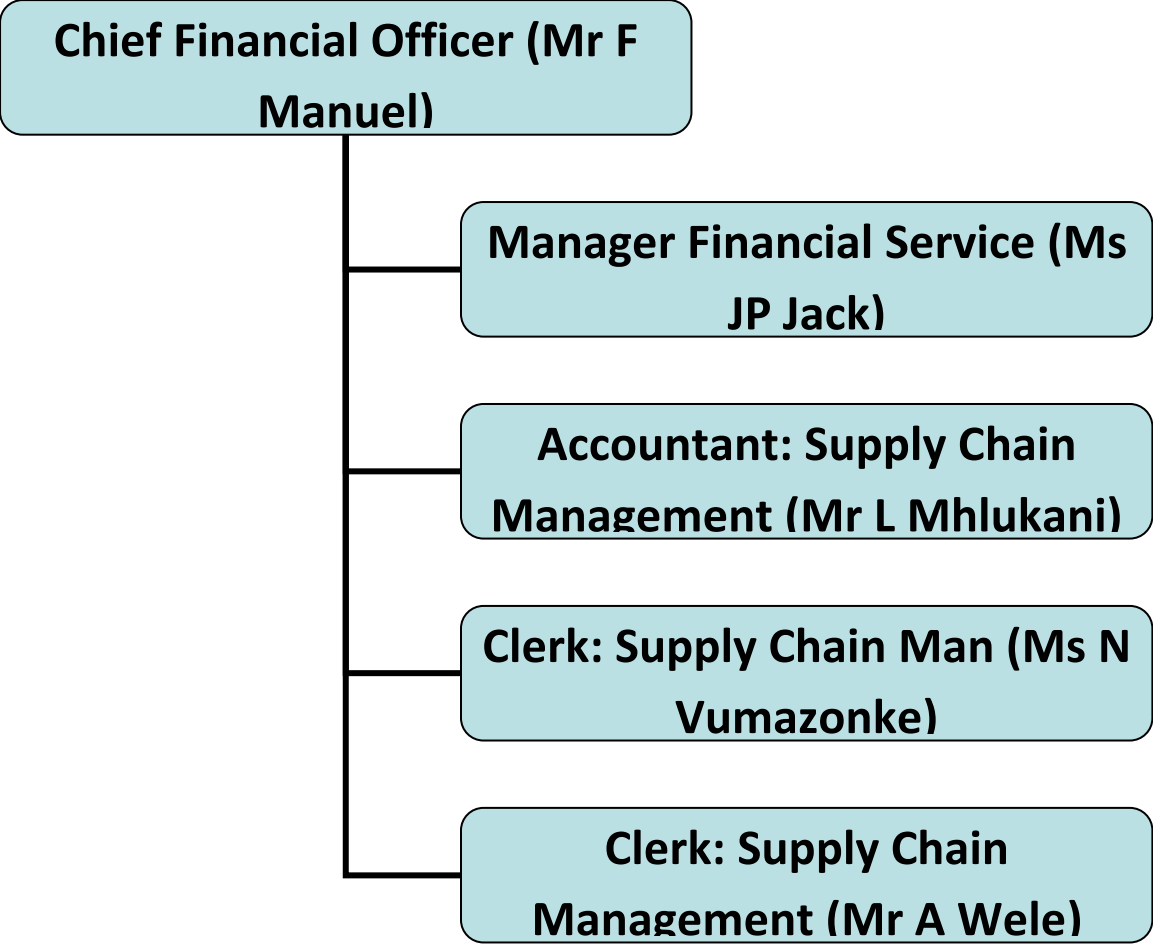 Chief Financial Officer (Mr F
Manuel)
Manager Financial Service (Ms
JP Jack)
Accountant: Supply Chain
Management (Mr L Mhlukani)
Clerk: Supply Chain Man (Ms N
Vumazonke)
Clerk: Supply Chain
Management (Mr A Wele)